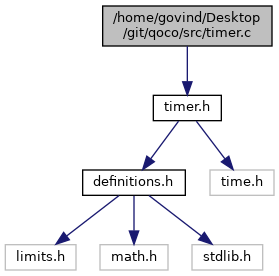 /home/govind/Desktop
/git/qoco/src/timer.c
timer.h
definitions.h
time.h
limits.h
math.h
stdlib.h